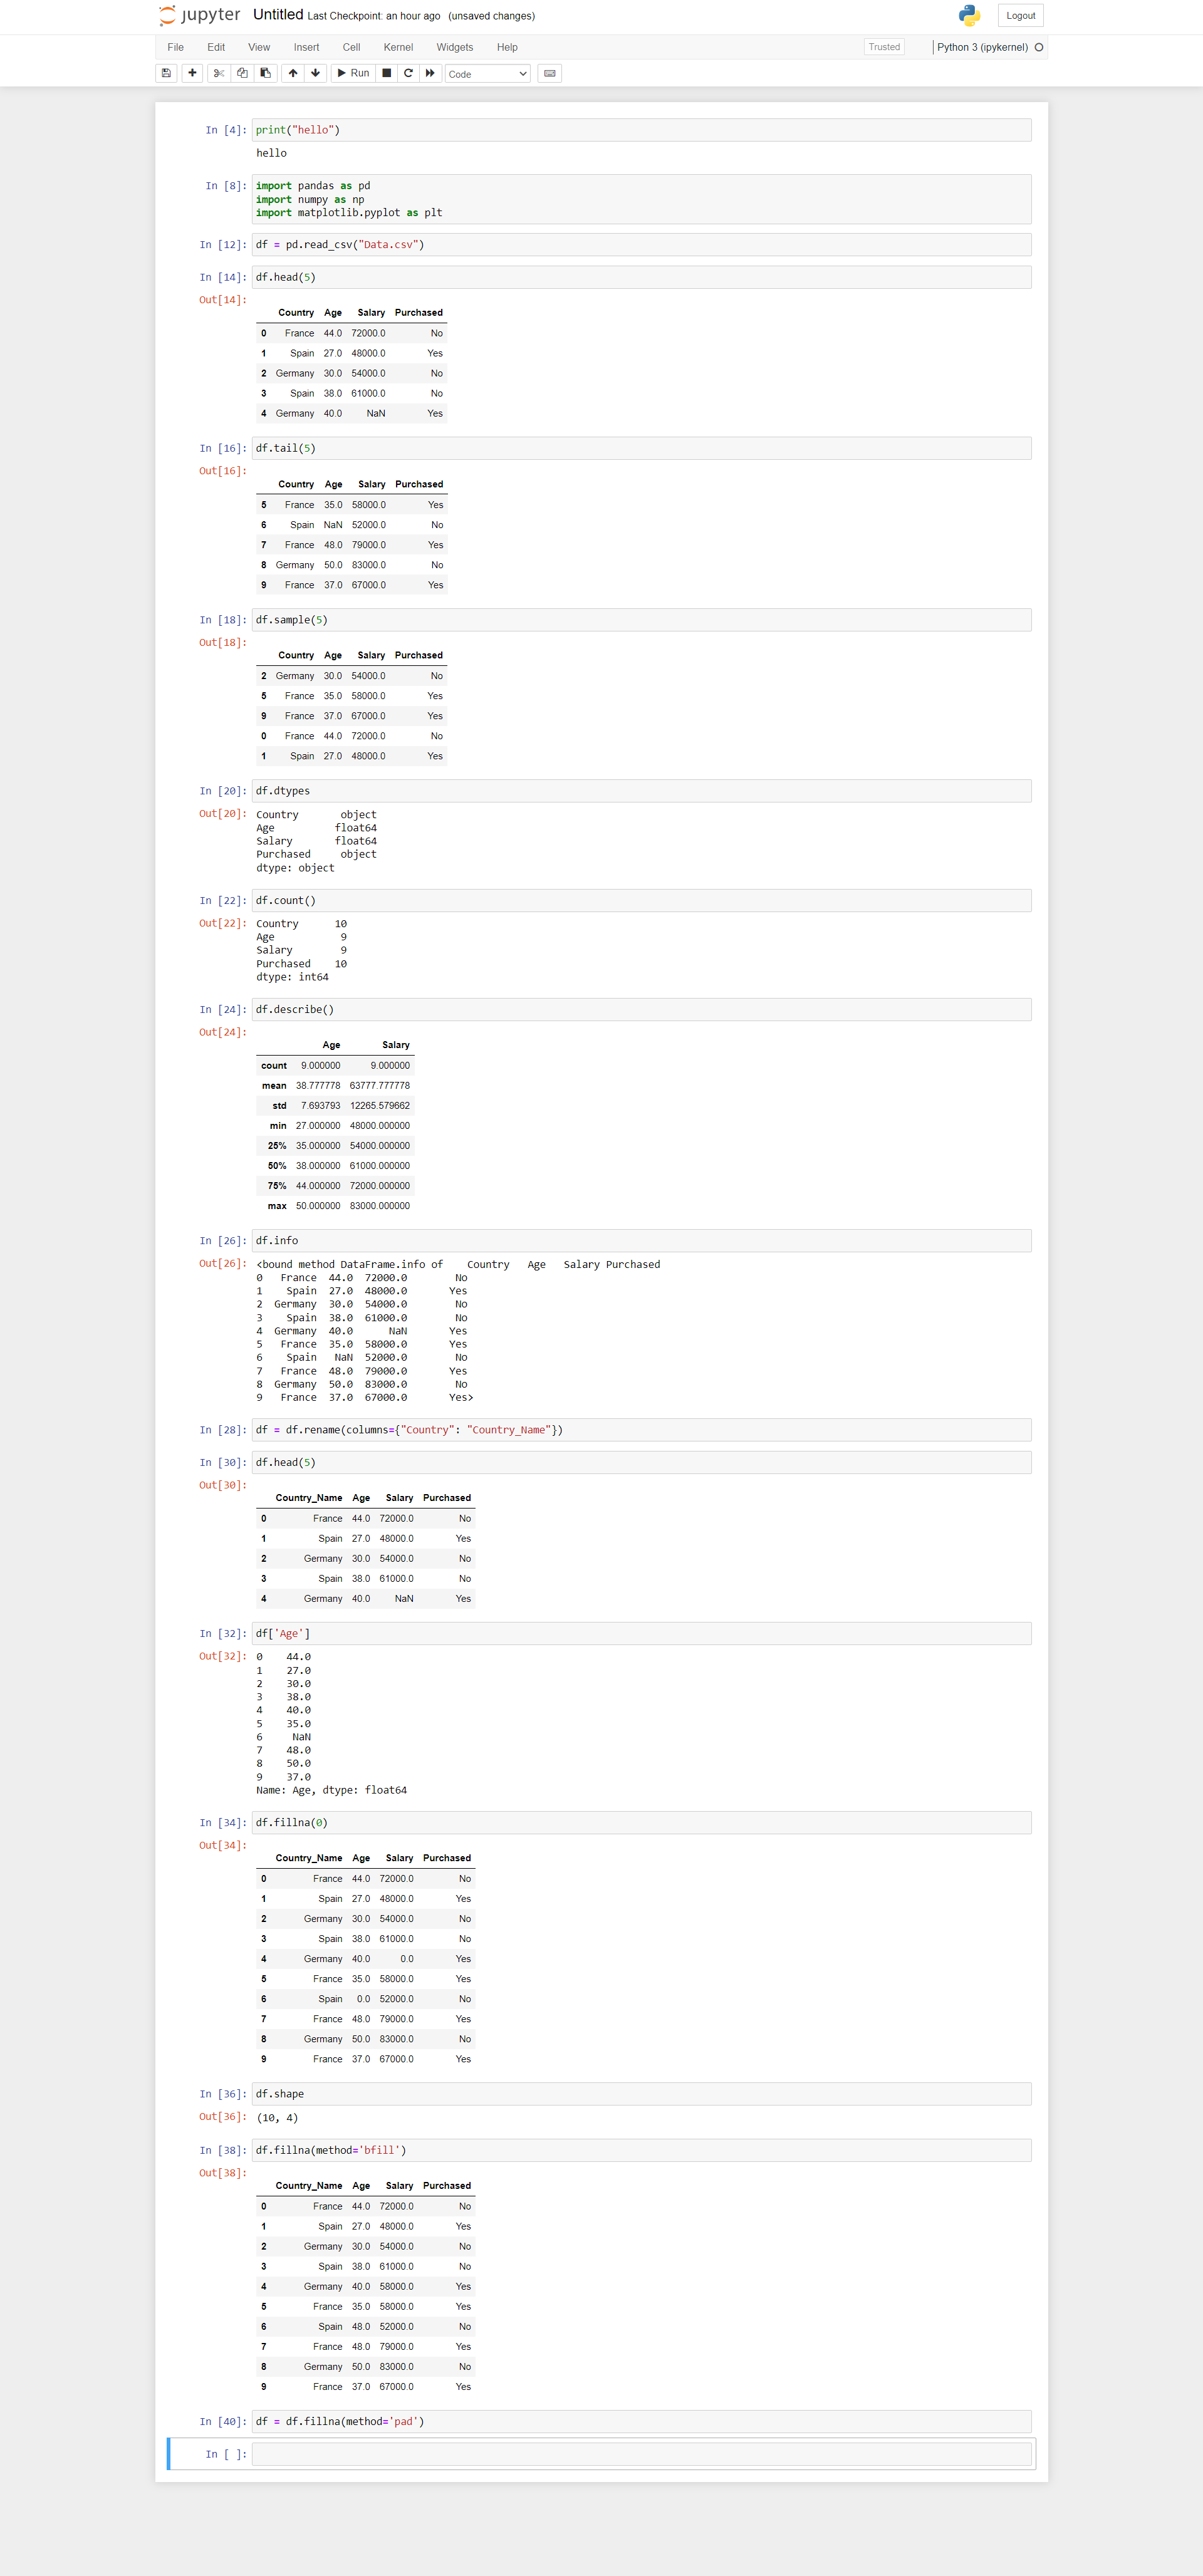 jupyter Untitled Last Checkpoint: an hour ago (unsaved changes) Logout
File Edit View Insert Cell Kernel Widgets Help Trusted Python 3 (ipykernel)
Run Code
In [4]: print("hello")
hello
In [8]: import pandas as pd
import numpy as np
import matplotlib.pyplot as plt
In [12]: df = pd.read_csv("Data.csv")
In [14]: df.head(5)
Out[14]:
Country Age Salary Purchased
0 France 44.0 72000.0 No
1 Spain 27.0 48000.0 Yes
2 Germany 30.0 54000.0 No
3 Spain 38.0 61000.0 No
4 Germany 40.0 NaN Yes
In [16]: df.tail(5)
Out[16]:
Country Age Salary Purchased
5 France 35.0 58000.0 Yes
6 Spain NaN 52000.0 No
7 France 48.0 79000.0 Yes
8 Germany 50.0 83000.0 No
9 France 37.0 67000.0 Yes
In [18]: df.sample(5)
Out[18]:
Country Age Salary Purchased
2 Germany 30.0 54000.0 No
5 France 35.0 58000.0 Yes
9 France 37.0 67000.0 Yes
0 France 44.0 72000.0 No
1 Spain 27.0 48000.0 Yes
In [20]: df.dtypes
Out[20]: Country object
Age float64
Salary float64
Purchased object
dtype: object
In [22]: df.count()
Out[22]: Country 10
Age 9
Salary 9
Purchased 10
dtype: int64
In [24]: df.describe()
Out[24]:
Age Salary
count 9.000000 9.000000
mean 38.777778 63777.777778
std 7.693793 12265.579662
min 27.000000 48000.000000
25% 35.000000 54000.000000
50% 38.000000 61000.000000
75% 44.000000 72000.000000
max 50.000000 83000.000000
In [26]: df.info
Out[26]: <bound method DataFrame.info of Country Age Salary Purchased
0 France 44.0 72000.0 No
1 Spain 27.0 48000.0 Yes
2 Germany 30.0 54000.0 No
3 Spain 38.0 61000.0 No
4 Germany 40.0 NaN Yes
5 France 35.0 58000.0 Yes
6 Spain NaN 52000.0 No
7 France 48.0 79000.0 Yes
8 Germany 50.0 83000.0 No
9 France 37.0 67000.0 Yes>
In [28]: df = df.rename(columns={"Country": "Country_Name"})
In [30]: df.head(5)
Out[30]:
Country_Name Age Salary Purchased
0 France 44.0 72000.0 No
1 Spain 27.0 48000.0 Yes
2 Germany 30.0 54000.0 No
3 Spain 38.0 61000.0 No
4 Germany 40.0 NaN Yes
In [32]: df['Age']
Out[32]: 0 44.0
1 27.0
2 30.0
3 38.0
4 40.0
5 35.0
6 NaN
7 48.0
8 50.0
9 37.0
Name: Age, dtype: float64
In [34]: df.fillna(0)
Out[34]:
Country_Name Age Salary Purchased
0 France 44.0 72000.0 No
1 Spain 27.0 48000.0 Yes
2 Germany 30.0 54000.0 No
3 Spain 38.0 61000.0 No
4 Germany 40.0 0.0 Yes
5 France 35.0 58000.0 Yes
6 Spain 0.0 52000.0 No
7 France 48.0 79000.0 Yes
8 Germany 50.0 83000.0 No
9 France 37.0 67000.0 Yes
In [36]: df.shape
Out[36]: (10, 4)
In [38]: df.fillna(method='bfill')
Out[38]:
Country_Name Age Salary Purchased
0 France 44.0 72000.0 No
1 Spain 27.0 48000.0 Yes
2 Germany 30.0 54000.0 No
3 Spain 38.0 61000.0 No
4 Germany 40.0 58000.0 Yes
5 France 35.0 58000.0 Yes
6 Spain 48.0 52000.0 No
7 France 48.0 79000.0 Yes
8 Germany 50.0 83000.0 No
9 France 37.0 67000.0 Yes
In [40]: df = df.fillna(method='pad')
In [ ]: